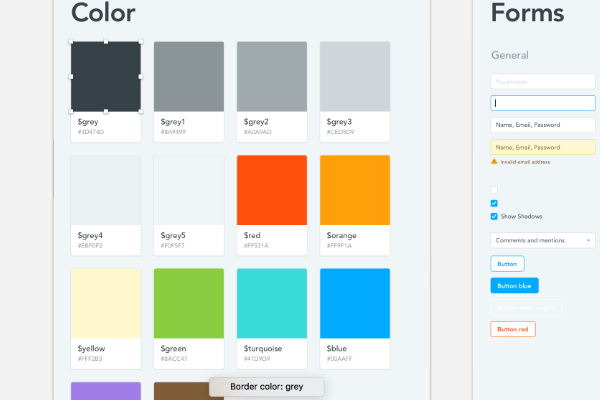 Color
$grey
#3D474D
$grey1
#8A9499
$grey2
#A0A9AD
$grey3
#CED5D9
$grey4
#EBF0F2
$grey5
#F0F5F7
$red
#FF531A
$orange
#FF9F1A
$yellow
#FFF2B3
$green
#8ACC47
$turquoise
#41D9D9
$blue
#00AAFF
Border color: grey
Forms
General
Placeholder
Name, Email, Password
Name, email, Password
Invalid email address
Show Shadows
Comments and mentions
Button
Button blue
Button red